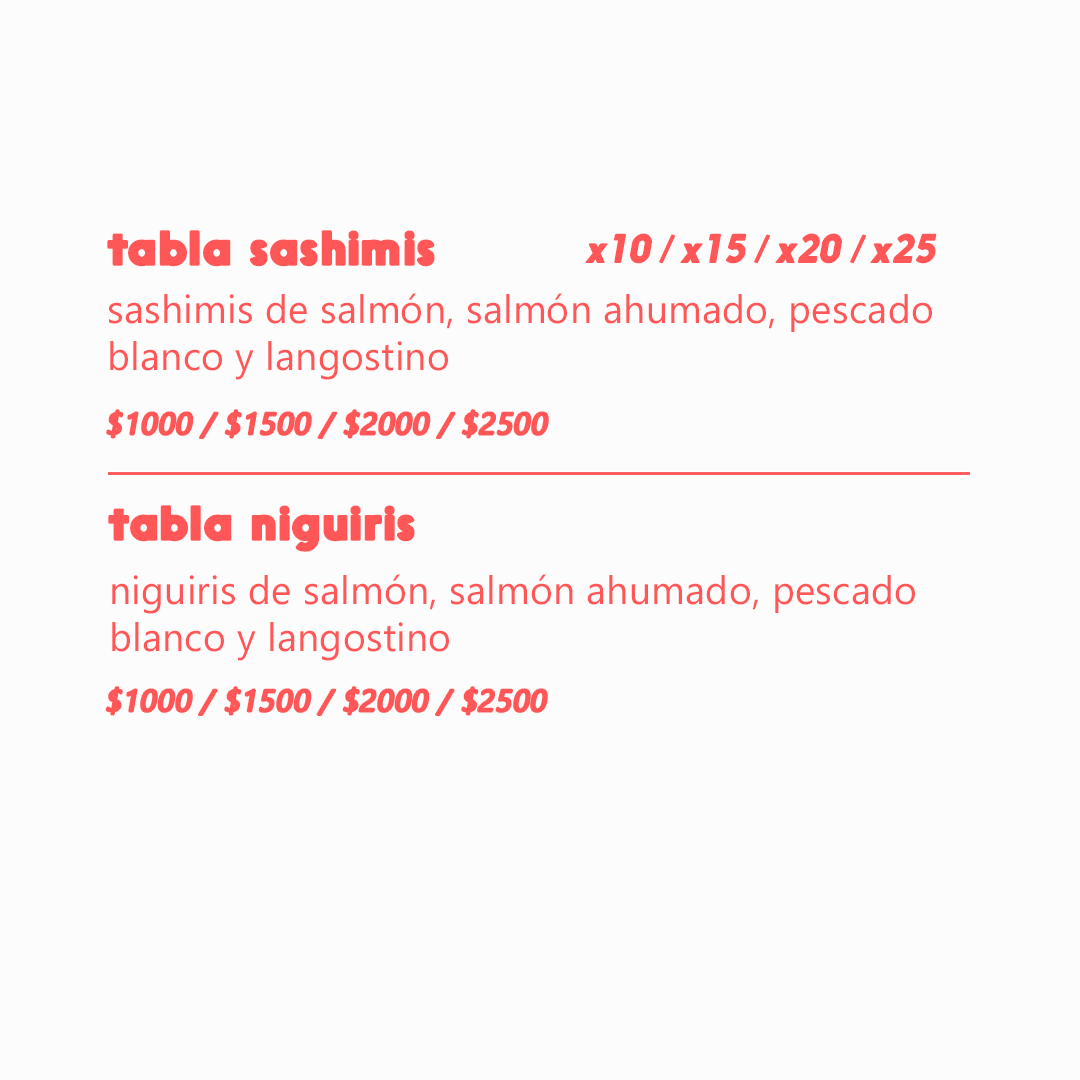 tabla sashimis x10 / x15 / x20 / x25
sashimis de salmón, salmón ahumado, pescado
blanco y langostino
$1000 / $1500 / $2000 / $2500
tabla niguiris
niguiris de salmón, salmón ahumado, pescado
blanco y langostino
$1000 / $1500 / $2000 / $2500